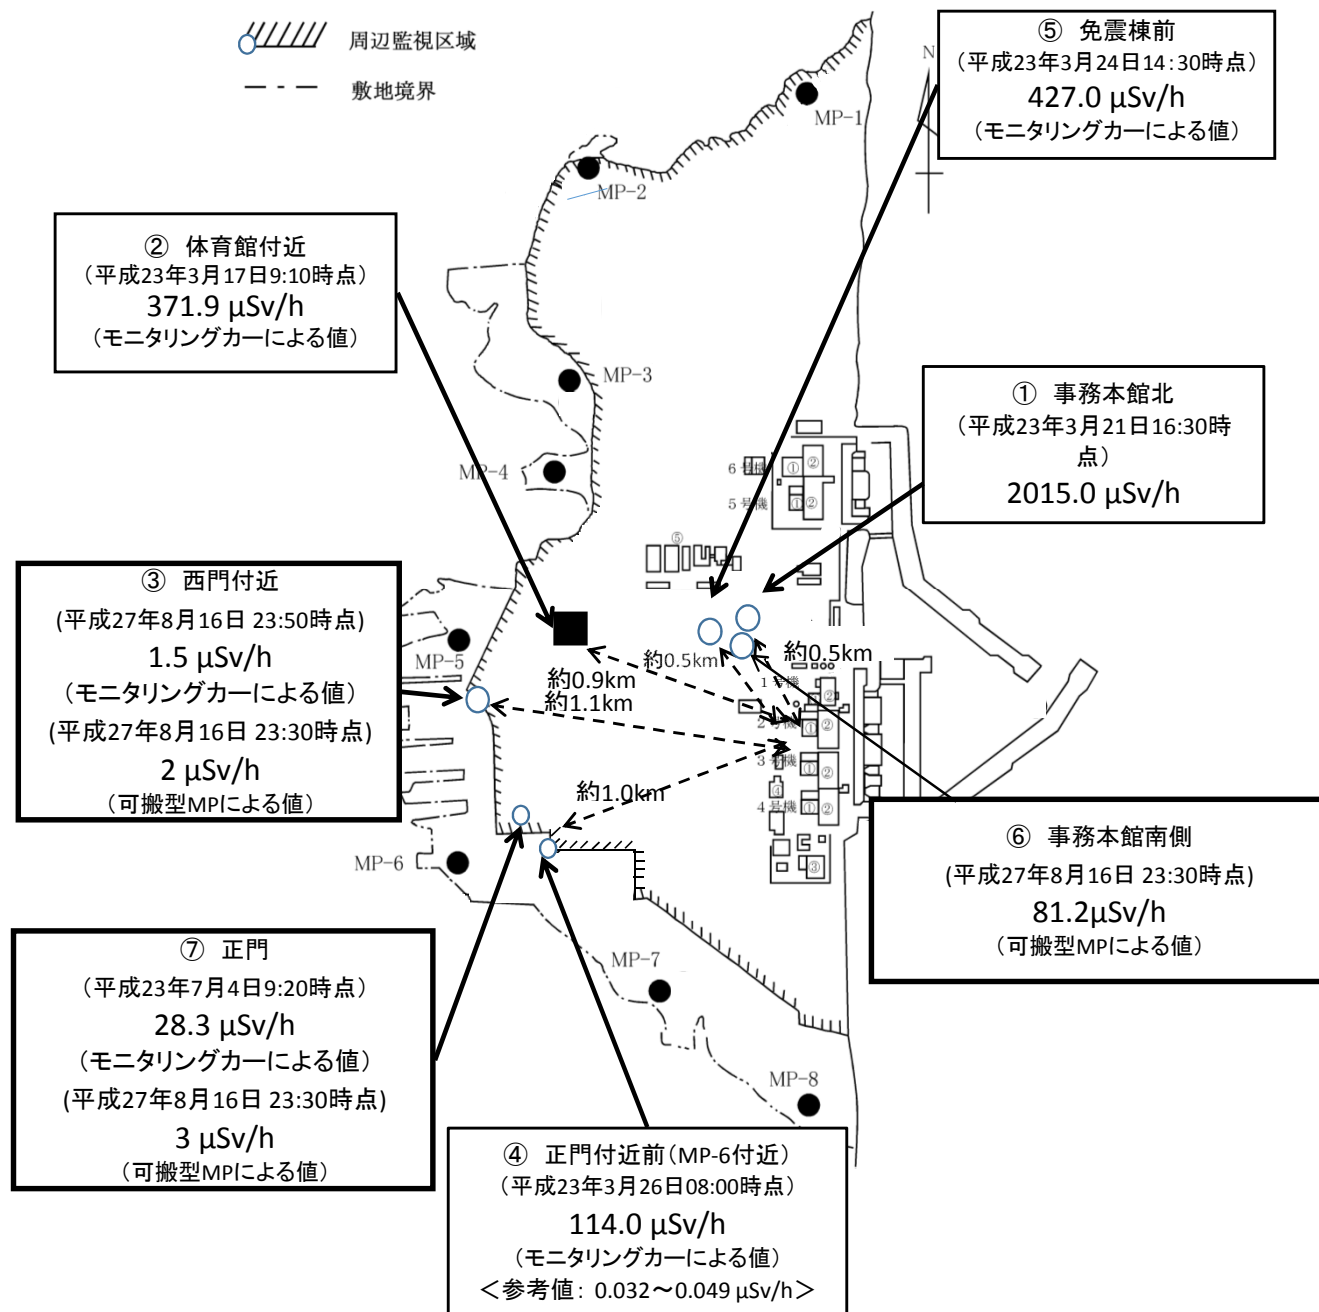 周辺監視区域
敷地境界
⑤ 免震棟前
(平成23年3月24日14:30時点)
427.0 μSv/h
(モニタリングカーによる値)
N
MP-1
MP-2
② 体育館付近
(平成23年3月17日9:10時点)
371.9 μSv/h
(モニタリングカーによる値)
MP-3
① 事務本館北
(平成23年3月21日16:30時
点)
2015.0 μSv/h
MP-4
6号機
①
②
5号機
①
②
⑤
③ 西門付近
(平成27年8月16日 23:50時点)
1.5 μSv/h
(モニタリングカーによる値)
(平成27年8月16日 23:30時点)
2 μSv/h
(可搬型MPによる値)
MP-5
約0.5km
約0.5km
約0.9km
約1.1km
1号機
②
2号機
①
②
3号機
①
②
④
約1.0km
4号機
①
②
③
MP-6
⑥ 事務本館南側
(平成27年8月16日 23:30時点)
81.2μSv/h
(可搬型MPによる値)
⑦ 正門
(平成23年7月4日9:20時点)
28.3 μSv/h
(モニタリングカーによる値)
(平成27年8月16日 23:30時点)
3 μSv/h
(可搬型MPによる値)
MP-7
MP-8
④ 正門付近前(MP-6付近)
(平成23年3月26日08:00時点)
114.0 μSv/h
(モニタリングカーによる値)
<参考値: 0.032~0.049 μSv/h>